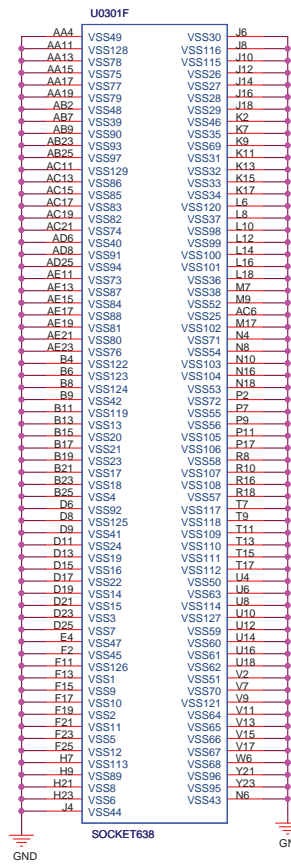 U0301F
AA4 VSS49 VSS30 J6
AA11 VSS128 VSS116 J8
AA13 VSS78 VSS115 J10
AA15 VSS75 VSS26 J12
AA17 VSS77 VSS27 J14
AA19 VSS79 VSS28 J16
AB2 VSS48 VSS29 J18
AB7 VSS39 VSS46 K2
AB9 VSS90 VSS35 K7
AB23 VSS93 VSS69 K9
AB25 VSS97 VSS31 K11
AC11 VSS129 VSS32 K13
AC13 VSS86 VSS33 K15
AC15 VSS85 VSS34 K17
AC17 VSS83 VSS120 L6
AC19 VSS82 VSS37 L8
AC21 VSS74 VSS98 L10
AD6 VSS40 VSS99 L12
AD8 VSS91 VSS100 L14
AD25 VSS94 VSS101 L16
AE11 VSS73 VSS36 L18
AE13 VSS87 VSS38 M7
AE15 VSS84 VSS52 M9
AE17 VSS88 VSS25 AC6
AE19 VSS81 VSS102 M17
AE21 VSS80 VSS71 N4
AE23 VSS76 VSS54 N8
B4 VSS122 VSS103 N10
B6 VSS123 VSS104 N16
B8 VSS124 VSS53 N18
B9 VSS42 VSS72 P2
B11 VSS119 VSS55 P7
B13 VSS13 VSS56 P9
B15 VSS20 VSS105 P11
B17 VSS21 VSS106 P17
B19 VSS23 VSS58 R8
B21 VSS17 VSS107 R10
B23 VSS18 VSS108 R16
B25 VSS4 VSS57 R18
D6 VSS92 VSS117 T7
D8 VSS125 VSS118 T9
D9 VSS41 VSS109 T11
D11 VSS24 VSS110 T13
D13 VSS19 VSS111 T15
D15 VSS16 VSS112 T17
D17 VSS22 VSS50 U4
D19 VSS14 VSS63 U6
D21 VSS15 VSS114 U8
D23 VSS3 VSS127 U10
D25 VSS7 VSS59 U12
E4 VSS47 VSS60 U14
F2 VSS45 VSS61 U16
F11 VSS126 VSS62 U18
F13 VSS1 VSS51 V2
F15 VSS9 VSS70 V7
F17 VSS10 VSS121 V9
F19 VSS2 VSS64 V11
F21 VSS11 VSS65 V13
F23 VSS5 VSS66 V15
F25 VSS12 VSS67 V17
H7 VSS113 VSS68 W6
H9 VSS89 VSS96 Y21
H21 VSS8 VSS95 Y23
H23 VSS6 VSS43 N6
J4 VSS44
SOCKET638
GND